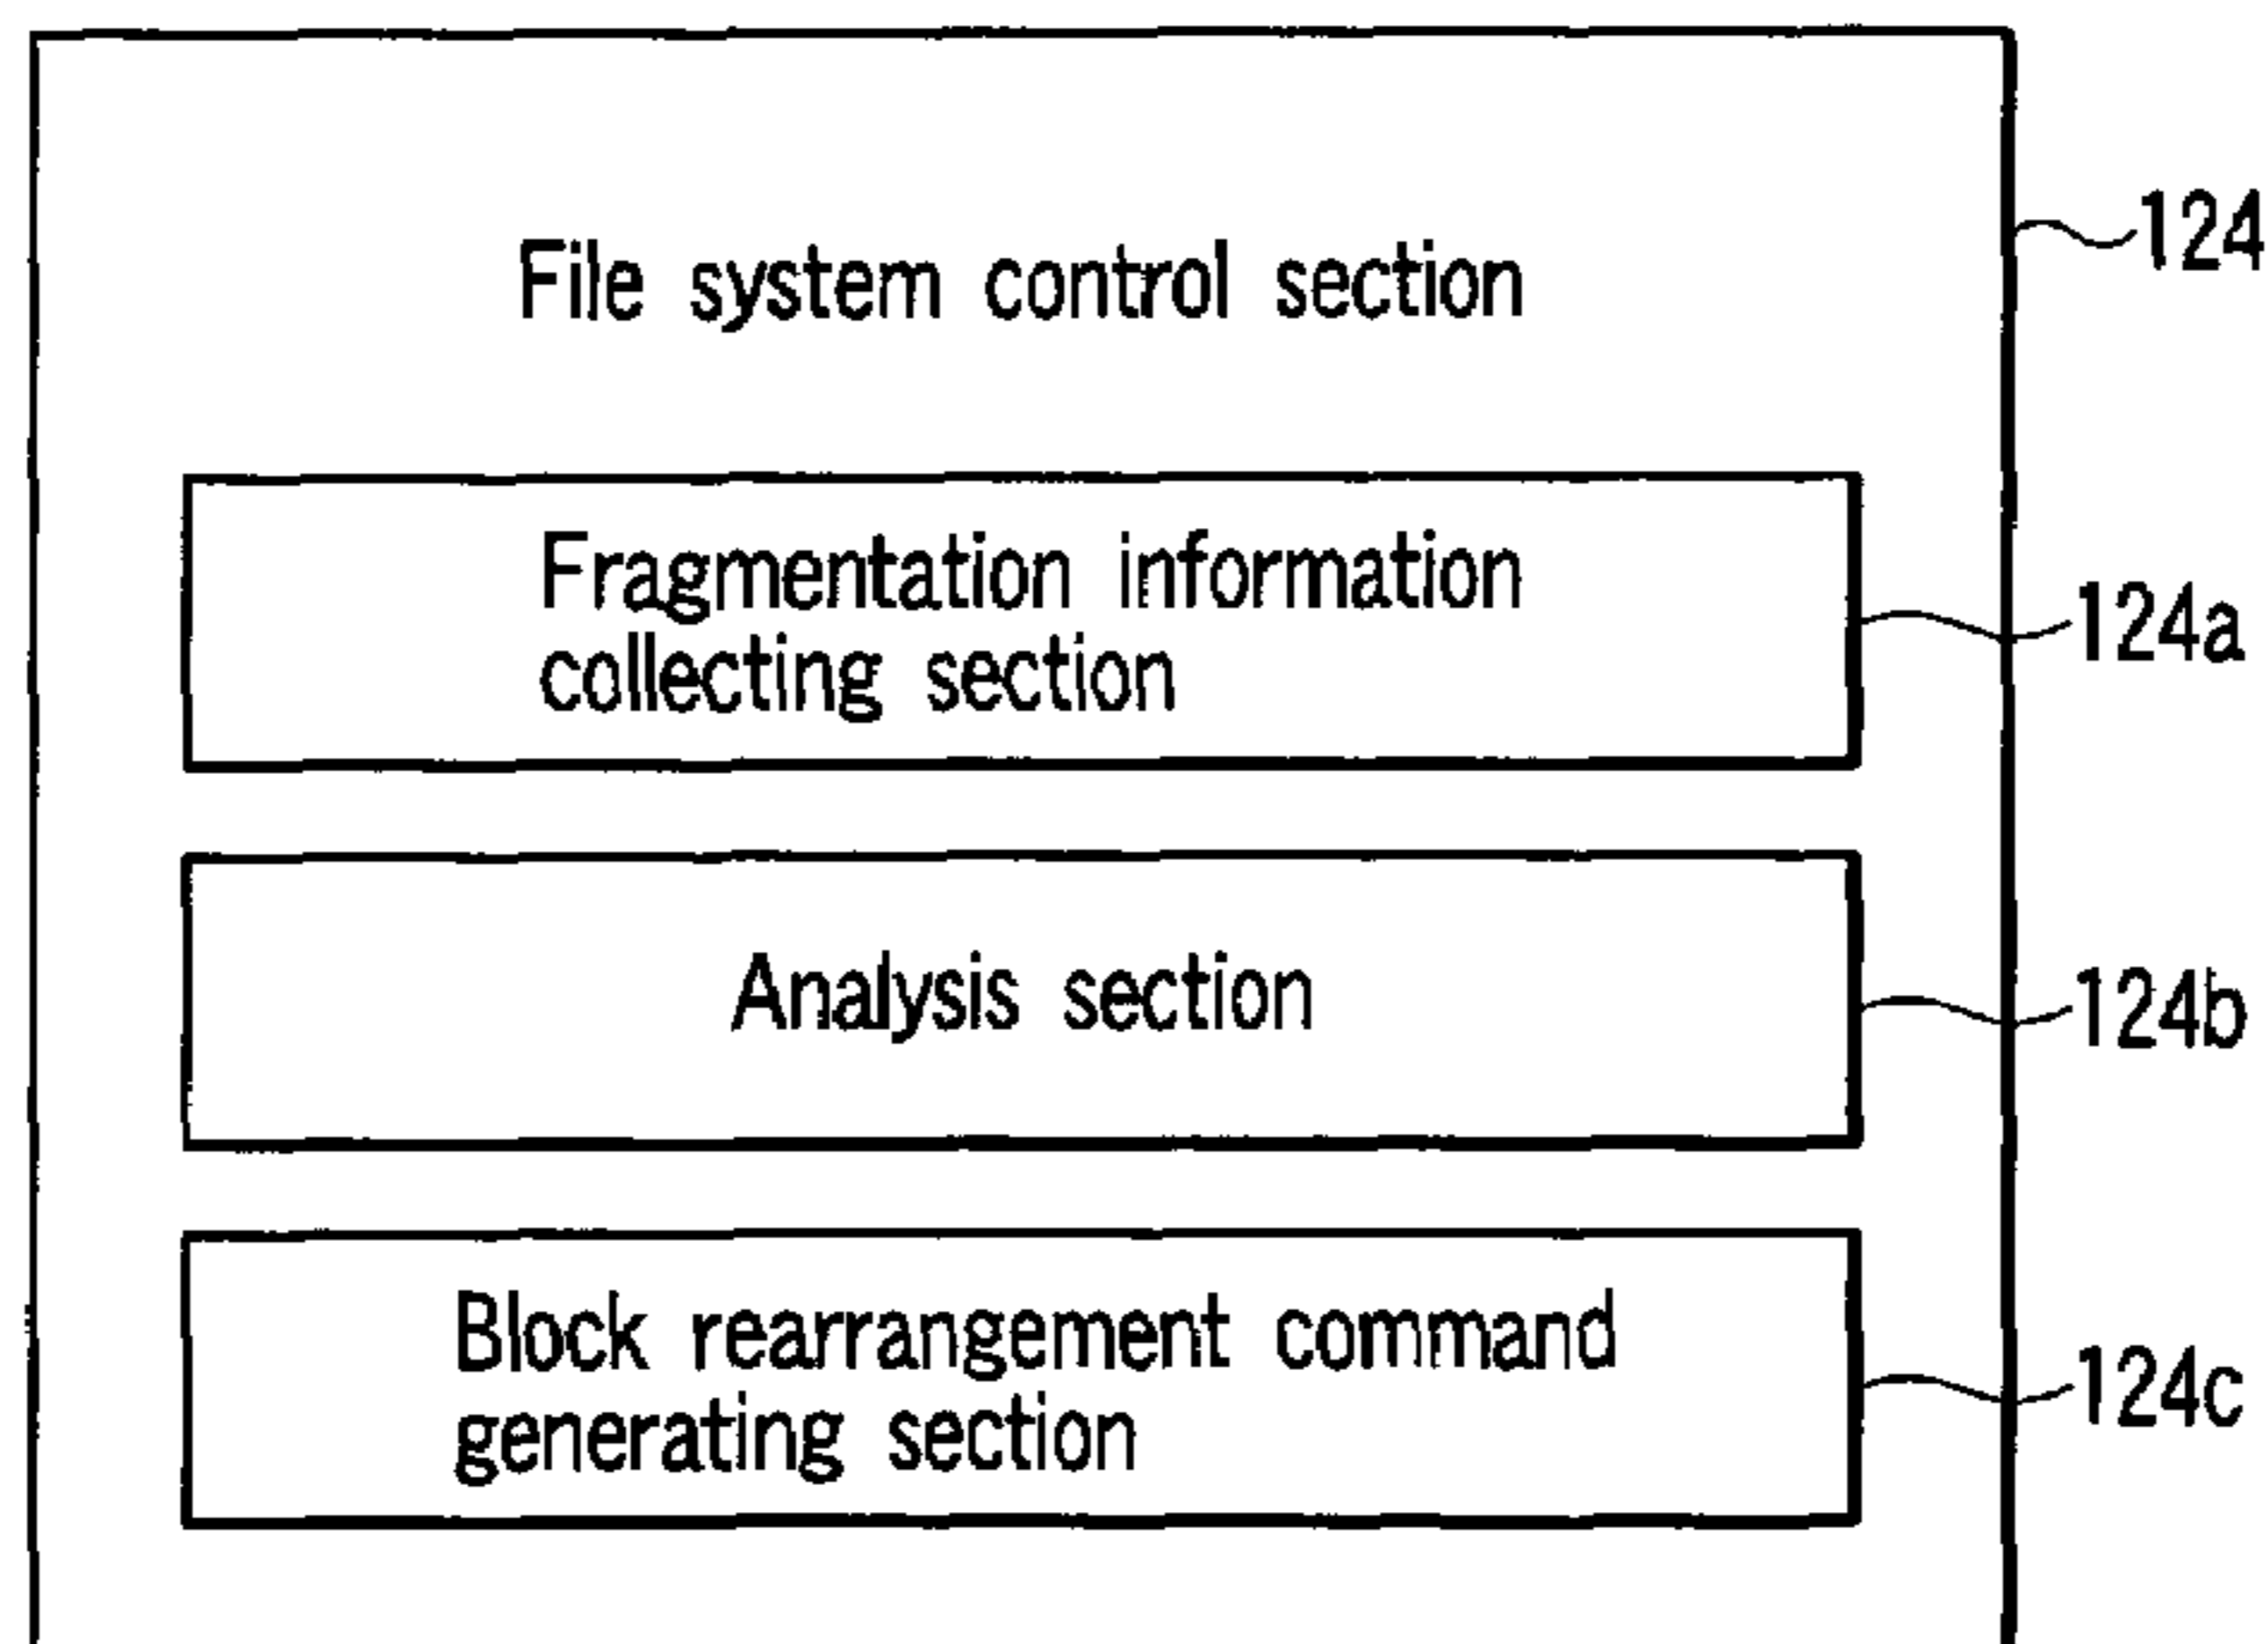 File system control section
124
Fragmentation information
collecting section
124a
Analysis section
124b
Block rearrangement command
generating section
124c